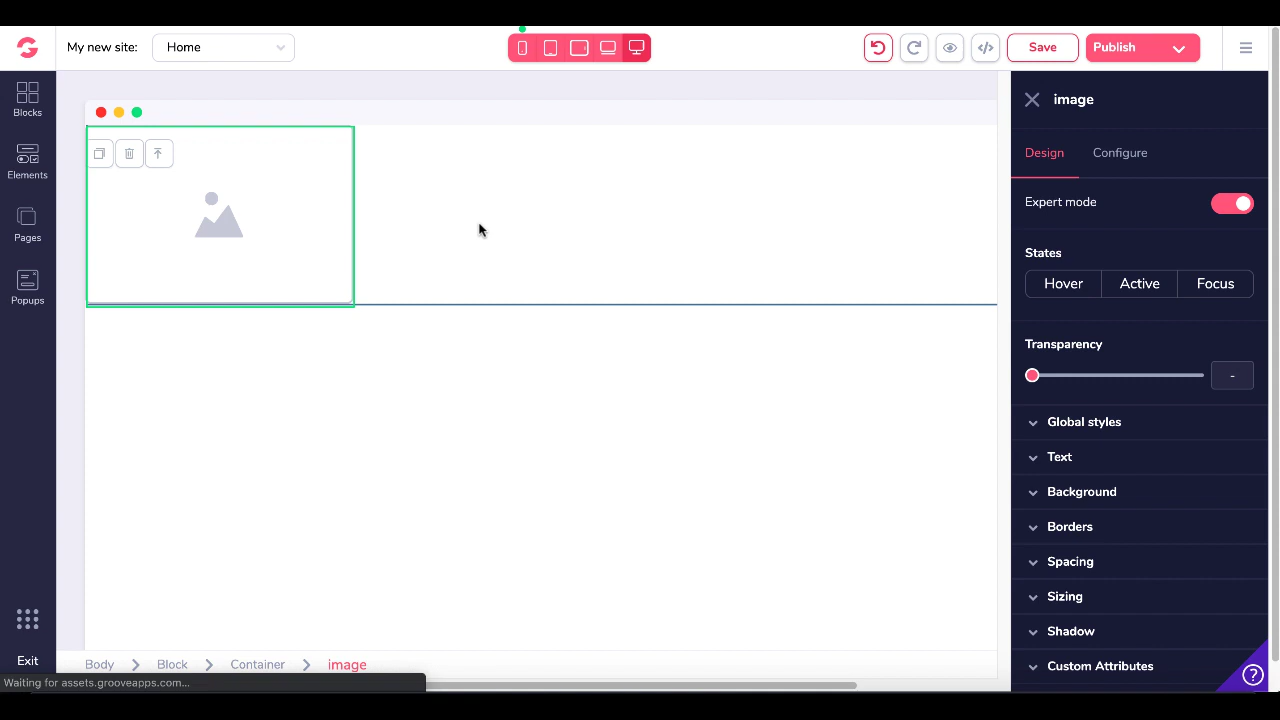 My new site:
Home
Save
Publish
Blocks
Elements
Pages
Popups
Exit
image
Design
Configure
Expert mode
States
Hover
Active
Focus
Transparency
-
Global styles
Text
Background
Borders
Spacing
Sizing
Shadow
Custom Attributes
Body
Block
Container
image
Waiting for assets.grooveapps.com...